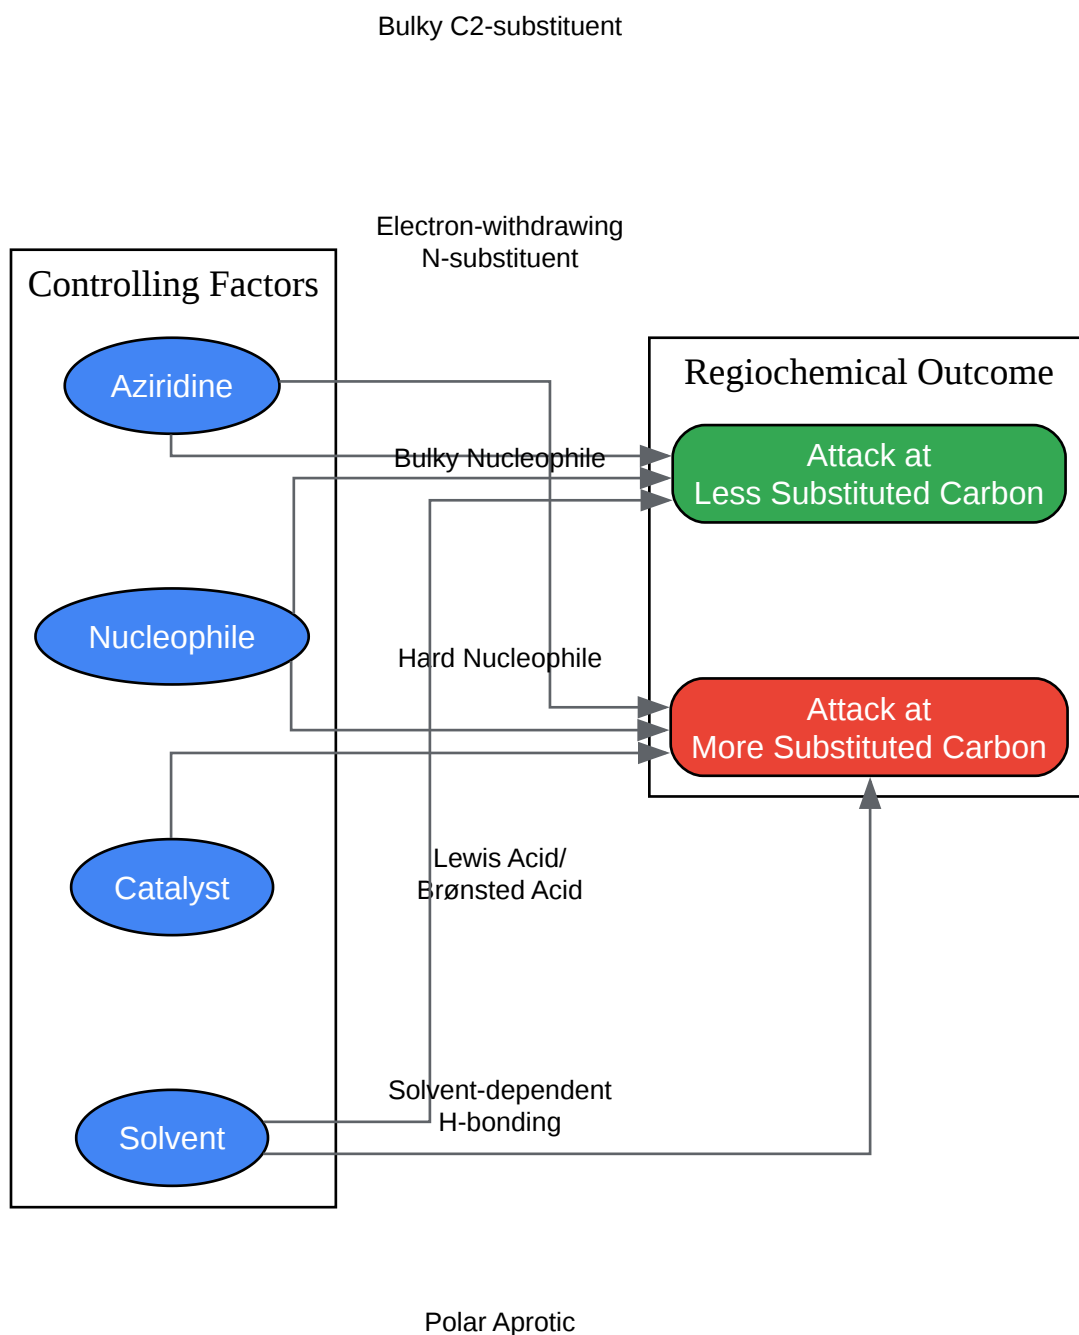 Bulky C2-substituent
Electron-withdrawing
N-substituent
Controlling Factors
Aziridine
Regiochemical Outcome
Attack at
Less Substituted Carbon
Bulky Nucleophile
Nucleophile
Hard Nucleophile
Attack at
More Substituted Carbon
Catalyst
Lewis Acid/
Brønsted Acid
Solvent
Solvent-dependent
H-bonding
Polar Aprotic